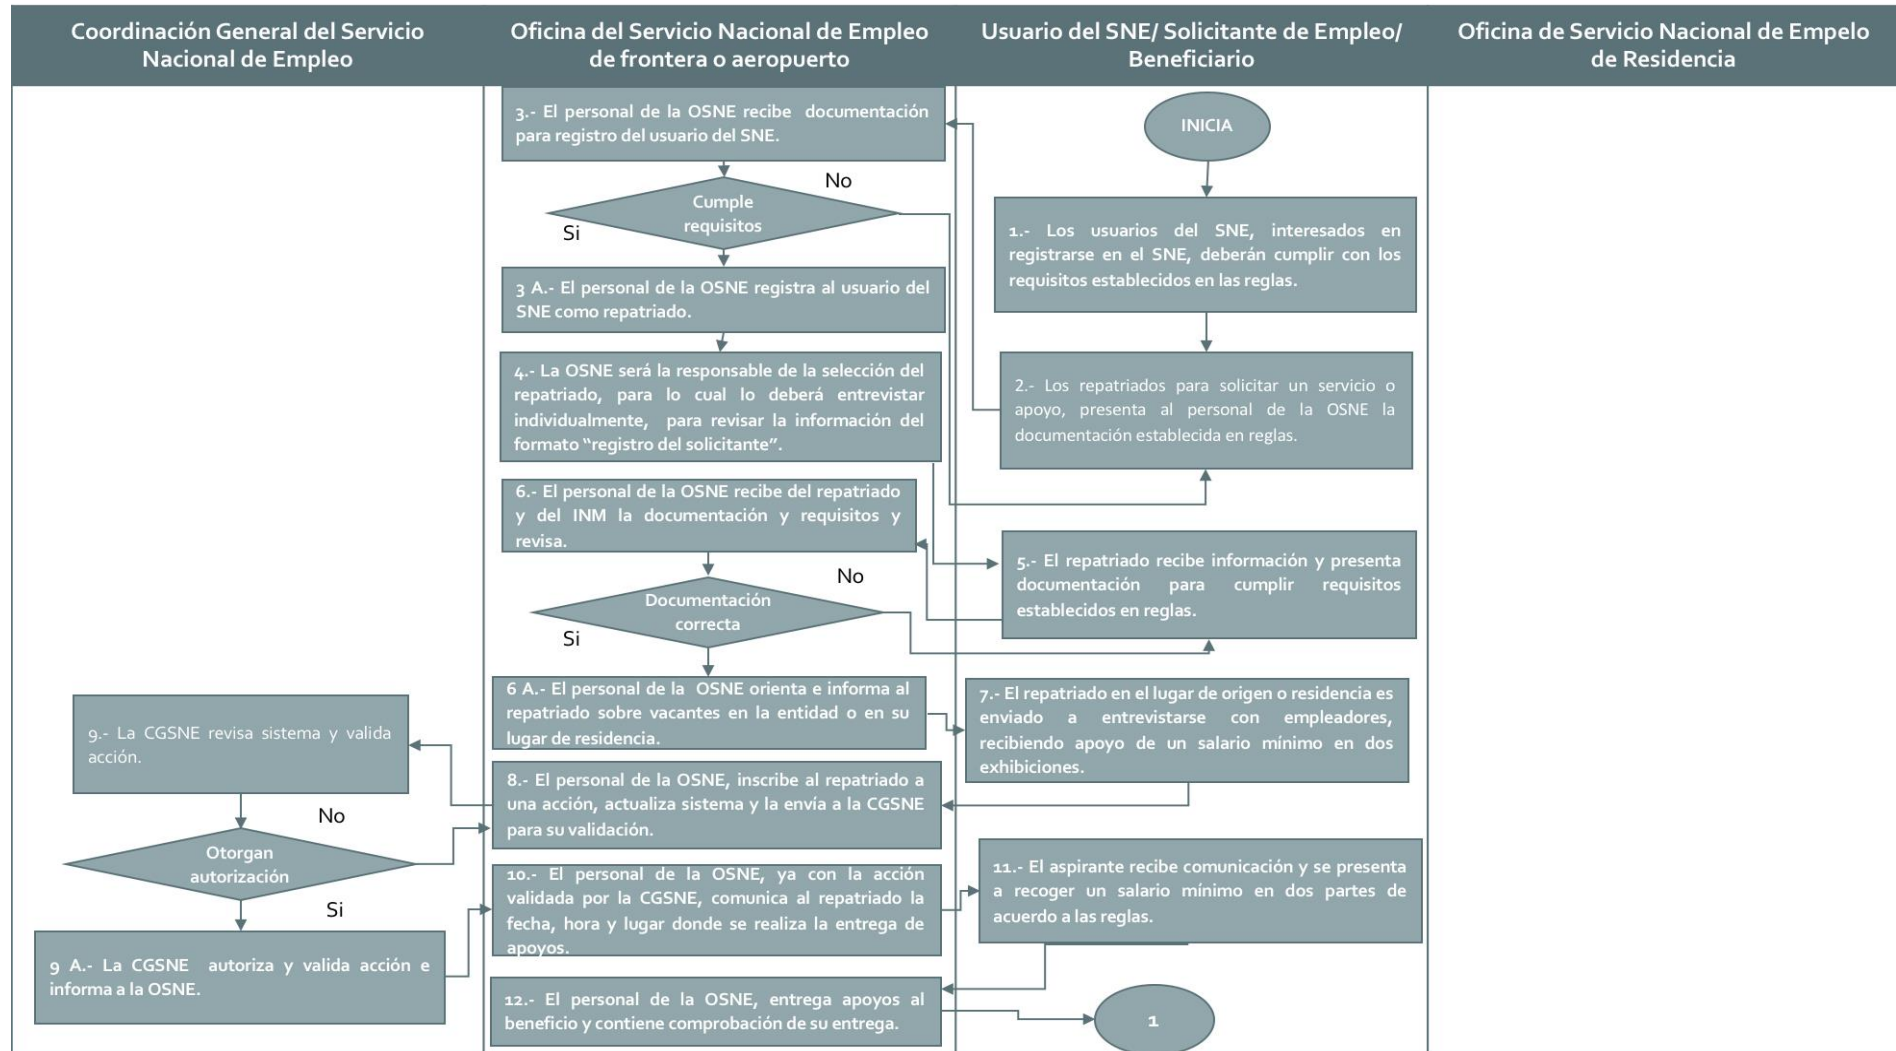 Coordinación General del Servicio
Nacional de Empleo
Oficina del Servicio Nacional de Empleo
de frontera o aeropuerto
Usuario del SNE/ Solicitante de Empleo/
Beneficiario
Oficina de Servicio Nacional de Empelo
de Residencia
INICIA
1.- Los usuarios del SNE, interesados en
registrarse en el SNE, deberán cumplir con los
requisitos establecidos en las reglas.
2.- Los repatriados para solicitar un servicio o
apoyo, presenta al personal de la OSNE la
documentación establecida en reglas.
3.- El personal de la OSNE recibe documentación
para registro del usuario del SNE.
Cumple
requisitos
No
Si
3 A.- El personal de la OSNE registra al usuario del
SNE como repatriado.
4.- La OSNE será la responsable de la selección del
repatriado, para lo cual lo deberá entrevistar
individualmente, para revisar la información del
formato “registro del solicitante”.
5.- El repatriado recibe información y presenta
documentación para cumplir requisitos
establecidos en reglas.
6.- El personal de la OSNE recibe del repatriado
y del INM la documentación y requisitos y
revisa.
Documentación
correcta
No
Si
6 A.- El personal de la OSNE orienta e informa al
repatriado sobre vacantes en la entidad o en su
lugar de residencia.
7.- El repatriado en el lugar de origen o residencia es
enviado a entrevistarse con empleadores,
recibiendo apoyo de un salario mínimo en dos
exhibiciones.
8.- El personal de la OSNE, inscribe al repatriado a
una acción, actualiza sistema y la envía a la CGSNE
para su validación.
9.- La CGSNE revisa sistema y valida
acción.
No
Otorgan
autorización
Si
9 A.- La CGSNE autoriza y valida acción e
informa a la OSNE.
10.- El personal de la OSNE, ya con la acción
validada por la CGSNE, comunica al repatriado la
fecha, hora y lugar donde se realiza la entrega de
apoyos.
11.- El aspirante recibe comunicación y se presenta
a recoger un salario mínimo en dos partes de
acuerdo a las reglas.
12.- El personal de la OSNE, entrega apoyos al
beneficio y contiene comprobación de su entrega.
1